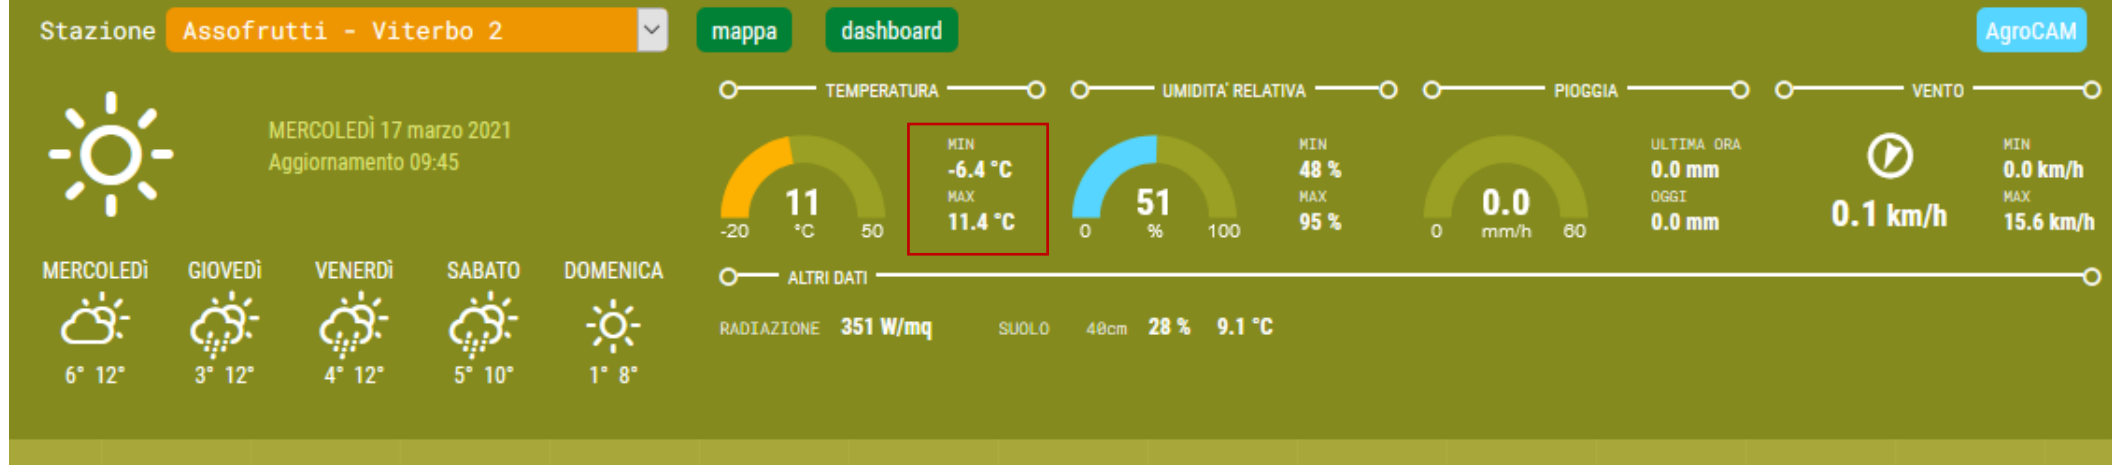 Stazione Assofrutti - Viterbo 2 mappa dashboard AgroCAM
MERCOLEDÌ 17 marzo 2021
Aggiornamento 09:45
TEMPERATURA
11
°C
-20 50
MIN
-6.4 °C
MAX
11.4 °C
UMIDITA' RELATIVA
51
%
0 100
MIN
48 %
MAX
95 %
PIOGGIA
0.0
mm/h
0 60
ULTIMA ORA
0.0 mm
OGGI
0.0 mm
VENTO
0.1 km/h
MIN
0.0 km/h
MAX
15.6 km/h
MERCOLEDÌ GIOVEDÌ VENERDÌ SABATO DOMENICA
6° 12° 3° 12° 4° 12° 5° 10° 1° 8°
ALTRI DATI
RADIAZIONE 351 W/mq SUOLO 40cm 28 % 9.1 °C